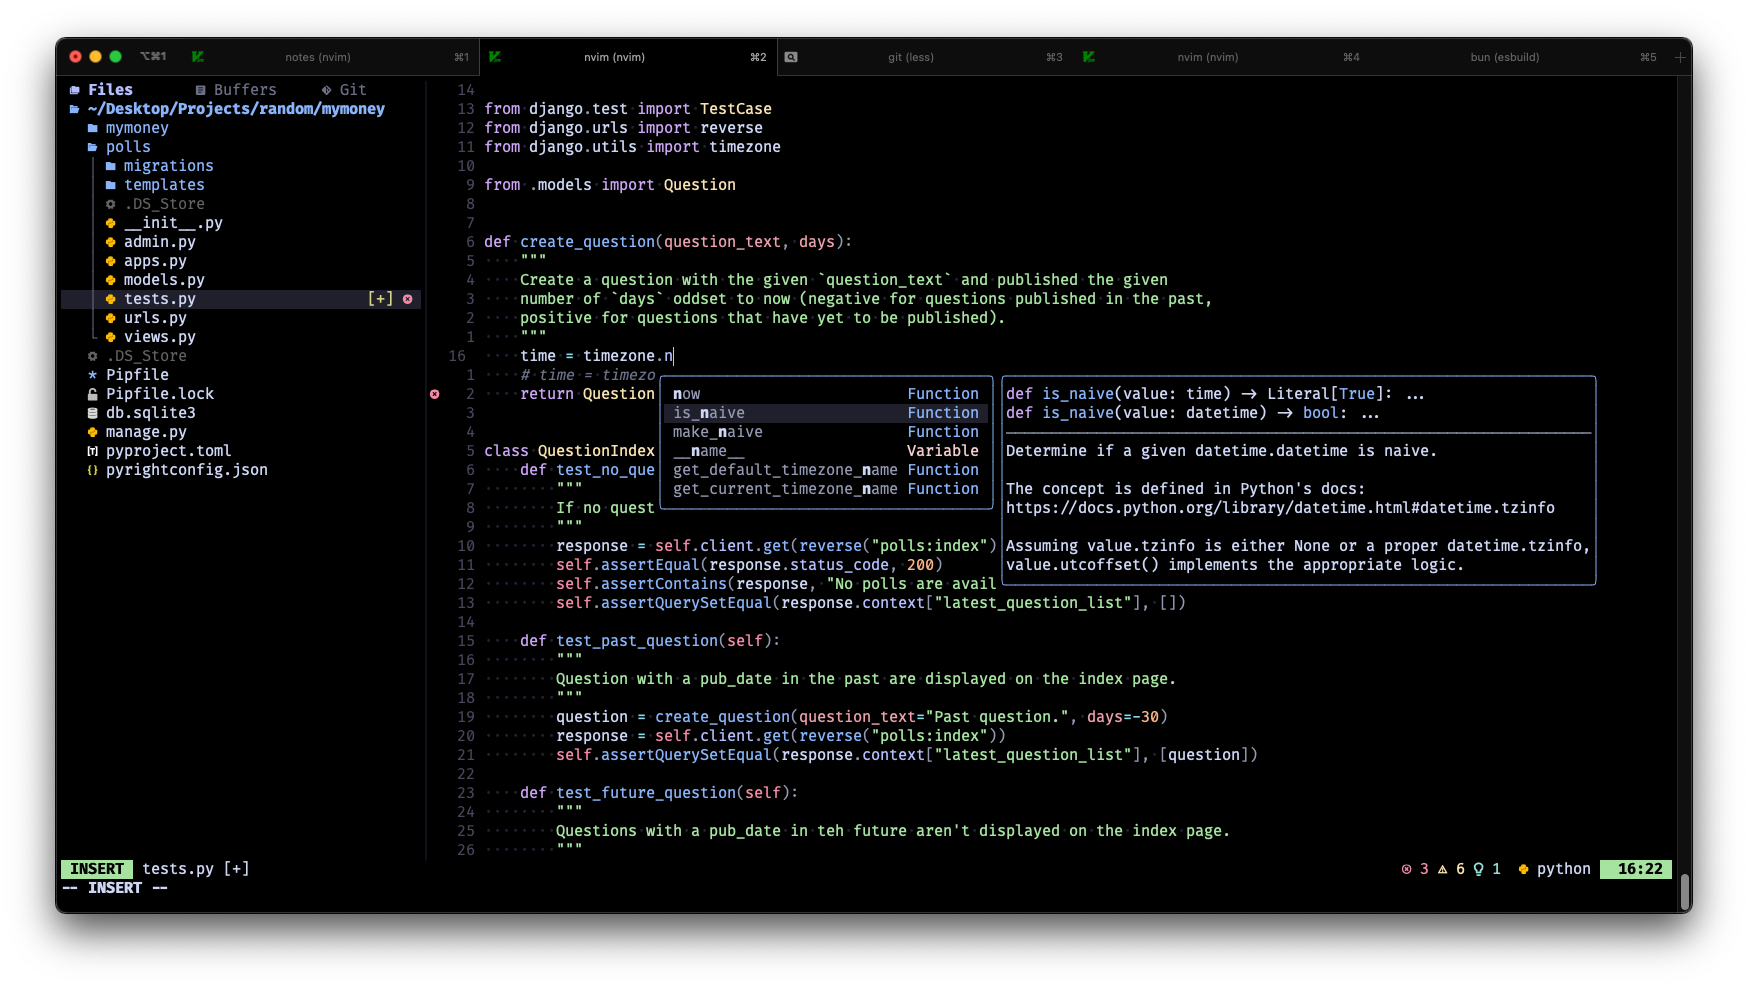 ⌥⌘1 notes (nvim) ⌘1 nvim (nvim) ⌘2 git (less) ⌘3 nvim (nvim) ⌘4 bun (esbuild) ⌘5 +
Files Buffers Git
~/Desktop/Projects/random/mymoney
mymoney
polls
migrations
templates
.DS_Store
__init__.py
admin.py
apps.py
models.py
tests.py [+]
urls.py
views.py
.DS_Store
Pipfile
Pipfile.lock
db.sqlite3
manage.py
pyproject.toml
pyrightconfig.json
14
13 from django.test import TestCase
12 from django.urls import reverse
11 from django.utils import timezone
10
9 from .models import Question
8
7
6 def create_question(question_text, days):
5 """
4 Create a question with the given `question_text` and published the given
3 number of `days` oddset to now (negative for questions published in the past,
2 positive for questions that have yet to be published).
1 """
16 time = timezone.n
1 # time = timezo
2 return Question
3
4
5 class QuestionIndex
6 def test_no_que
7 """
8 If no quest
9 """
10 response = self.client.get(reverse("polls:index")
11 self.assertEqual(response.status_code, 200)
12 self.assertContains(response, "No polls are avail
13 self.assertQuerySetEqual(response.context["latest_question_list"], [])
14
15 def test_past_question(self):
16 """
17 Question with a pub_date in the past are displayed on the index page.
18 """
19 question = create_question(question_text="Past question.", days=-30)
20 response = self.client.get(reverse("polls:index"))
21 self.assertQuerySetEqual(response.context["latest_question_list"], [question])
22
23 def test_future_question(self):
24 """
25 Questions with a pub_date in teh future aren't displayed on the index page.
26 """
now Function
is_naive Function
make_naive Function
__name__ Variable
get_default_timezone_name Function
get_current_timezone_name Function
def is_naive(value: time) -> Literal[True]: ...
def is_naive(value: datetime) -> bool: ...
Determine if a given datetime.datetime is naive.
The concept is defined in Python's docs:
https://docs.python.org/library/datetime.html#datetime.tzinfo
Assuming value.tzinfo is either None or a proper datetime.tzinfo,
value.utcoffset() implements the appropriate logic.
INSERT tests.py [+] 3 6 1 python 16:22
-- INSERT --